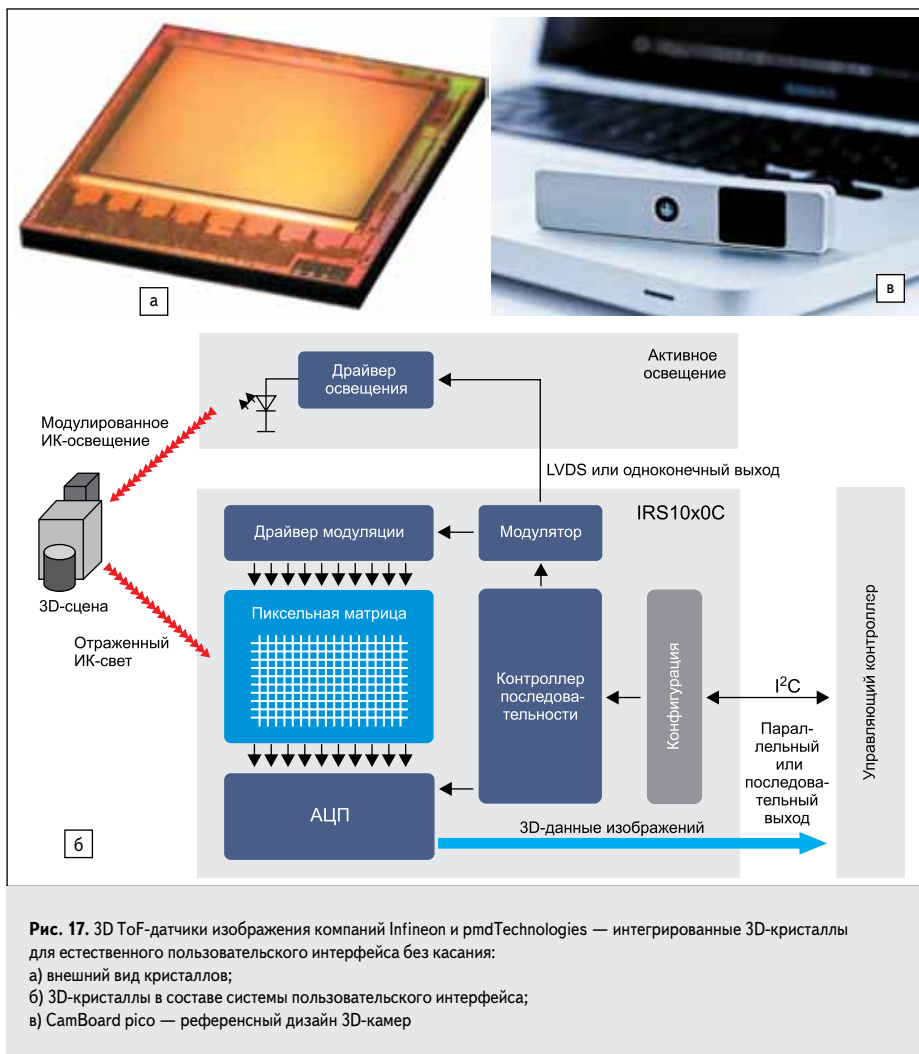 а
в
Активное
освещение
Драйвер
освещения
Модулированное
ИК-освещение
LVDS или одноконечный выход
IRS10x0C
Драйвер модуляции
Модулятор
3D-сцена
Пиксельная матрица
Отраженный
ИК-свет
Контроллер
последова-
тельности
Конфигурация
I²C
Управляющий контроллер
Парал-
лельный
или
последова-
тельный
выход
АЦП
3D-данные изображений
б
Рис. 17. 3D ToF-датчики изображения компаний Infineon и pmdTechnologies — интегрированные 3D-кристаллы
для естественного пользовательского интерфейса без касания:
а) внешний вид кристаллов;
б) 3D-кристаллы в составе системы пользовательского интерфейса;
в) CamBoard pico — референсный дизайн 3D-камер